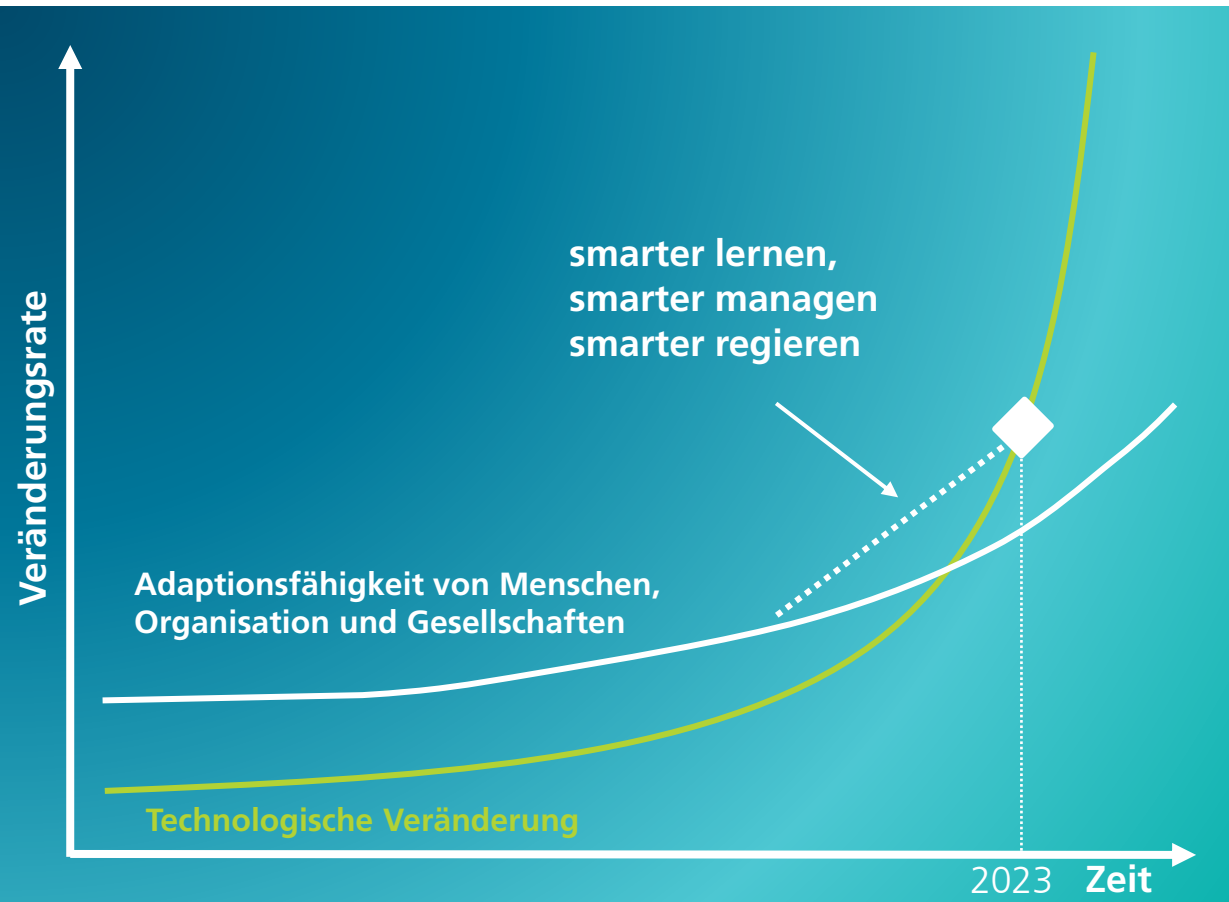 Veränderungsrate
smarter lernen,
smarter managen
smarter regieren
Adaptionsfähigkeit von Menschen,
Organisation und Gesellschaften
Technologische Veränderung
2023 Zeit